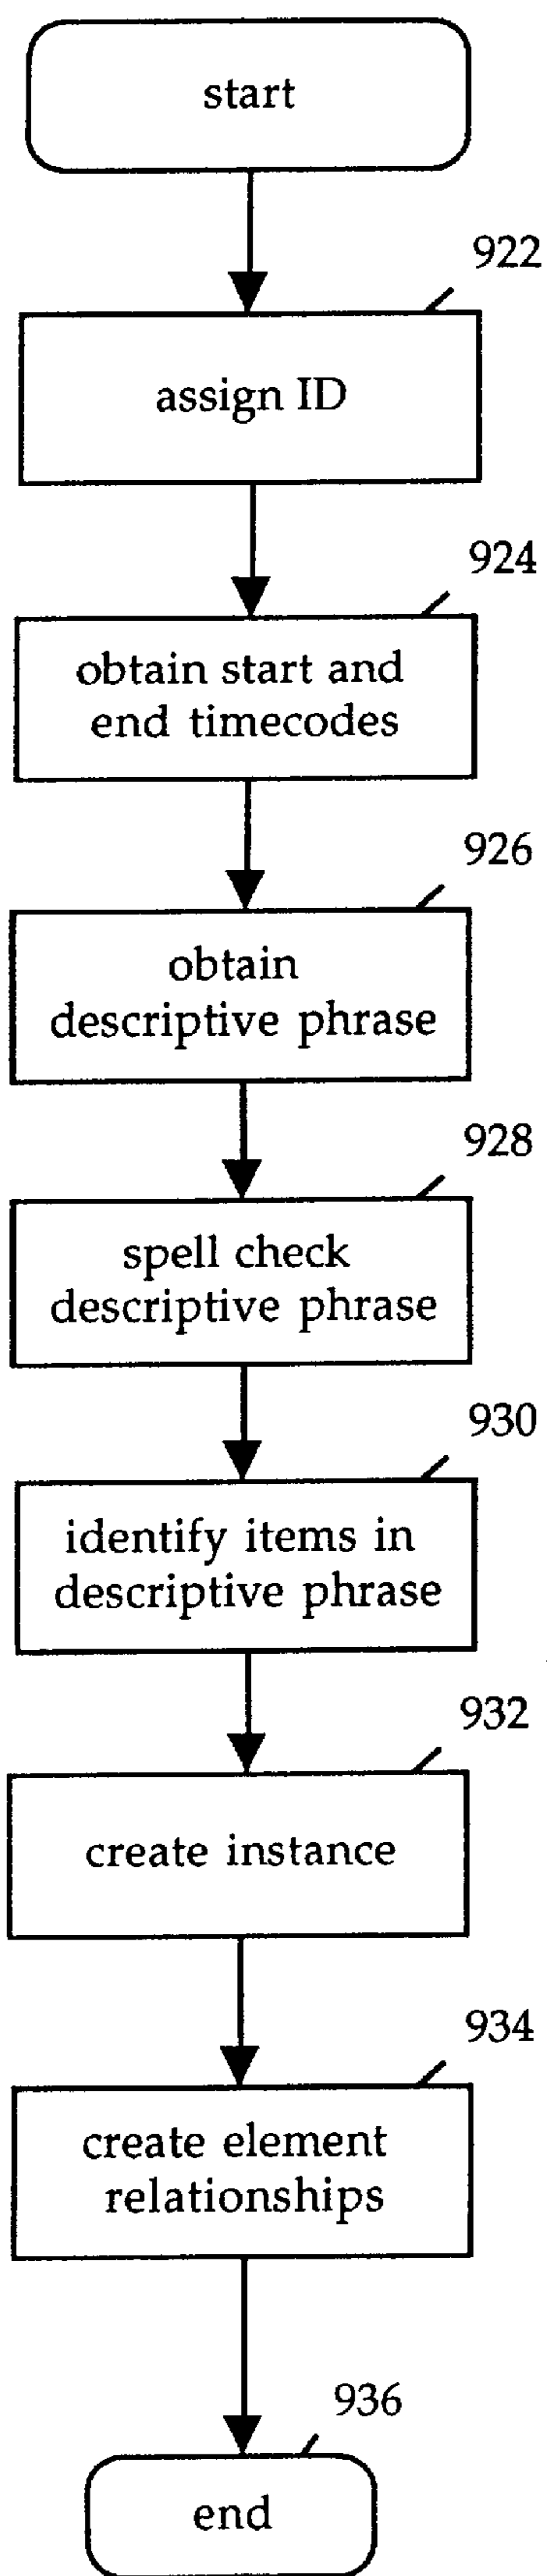 start
922
assign ID
924
obtain start and
end timecodes
926
obtain
descriptive phrase
928
spell check
descriptive phrase
930
identify items in
descriptive phrase
932
create instance
934
create element
relationships
936
end